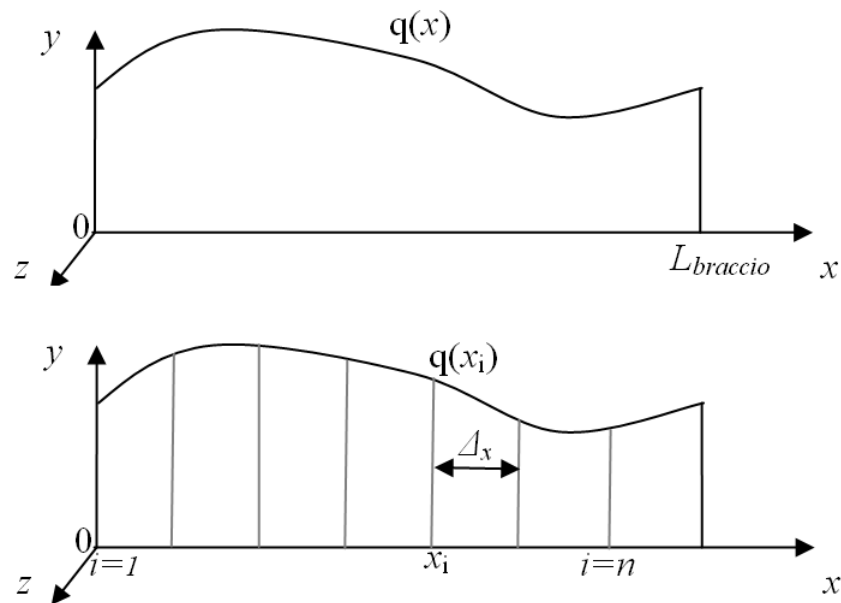 y
q(x)
0
z
L_braccio
x
y
q(x_i)
Δ_x
0
i=1
x_i
i=n
z
x